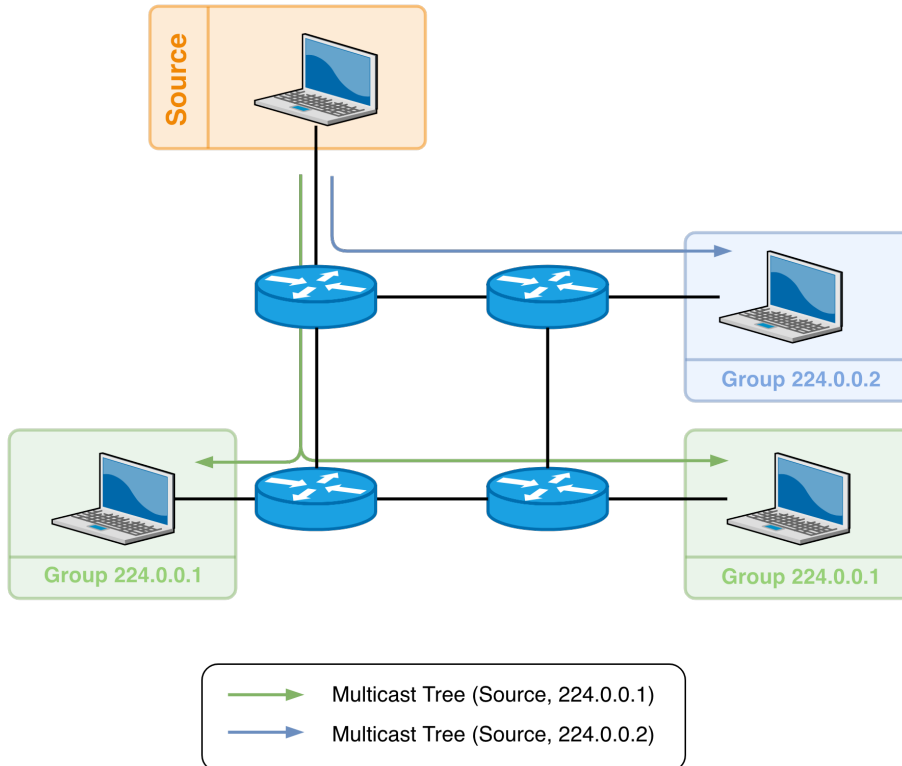 Source
Group 224.0.0.2
Group 224.0.0.1
Group 224.0.0.1
Multicast Tree (Source, 224.0.0.1)
Multicast Tree (Source, 224.0.0.2)